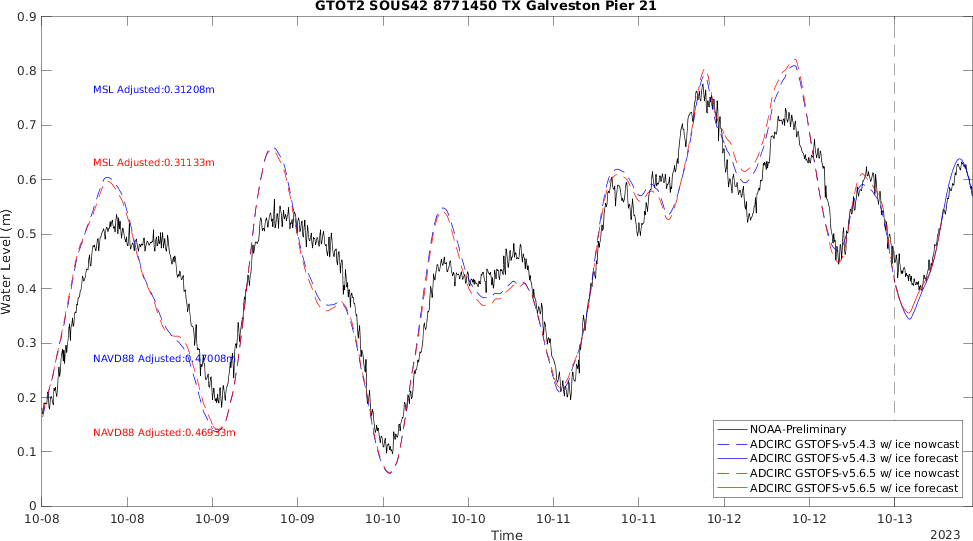 GTOT2 SOUS42 8771450 TX Galveston Pier 21
0.9
0.8
0.7
0.6
0.5
0.4
0.3
0.2
0.1
0
Water Level (m)
MSL Adjusted:0.31208m
MSL Adjusted:0.31133m
NAVD88 Adjusted:0.47008m
NAVD88 Adjusted:0.46933m
NOAA-Preliminary
ADCIRC GSTOFS-v5.4.3 w/ ice nowcast
ADCIRC GSTOFS-v5.4.3 w/ ice forecast
ADCIRC GSTOFS-v5.6.5 w/ ice nowcast
ADCIRC GSTOFS-v5.6.5 w/ ice forecast
10-08 10-08 10-09 10-09 10-10 10-10 10-11 10-11 10-12 10-12 10-13
Time
2023